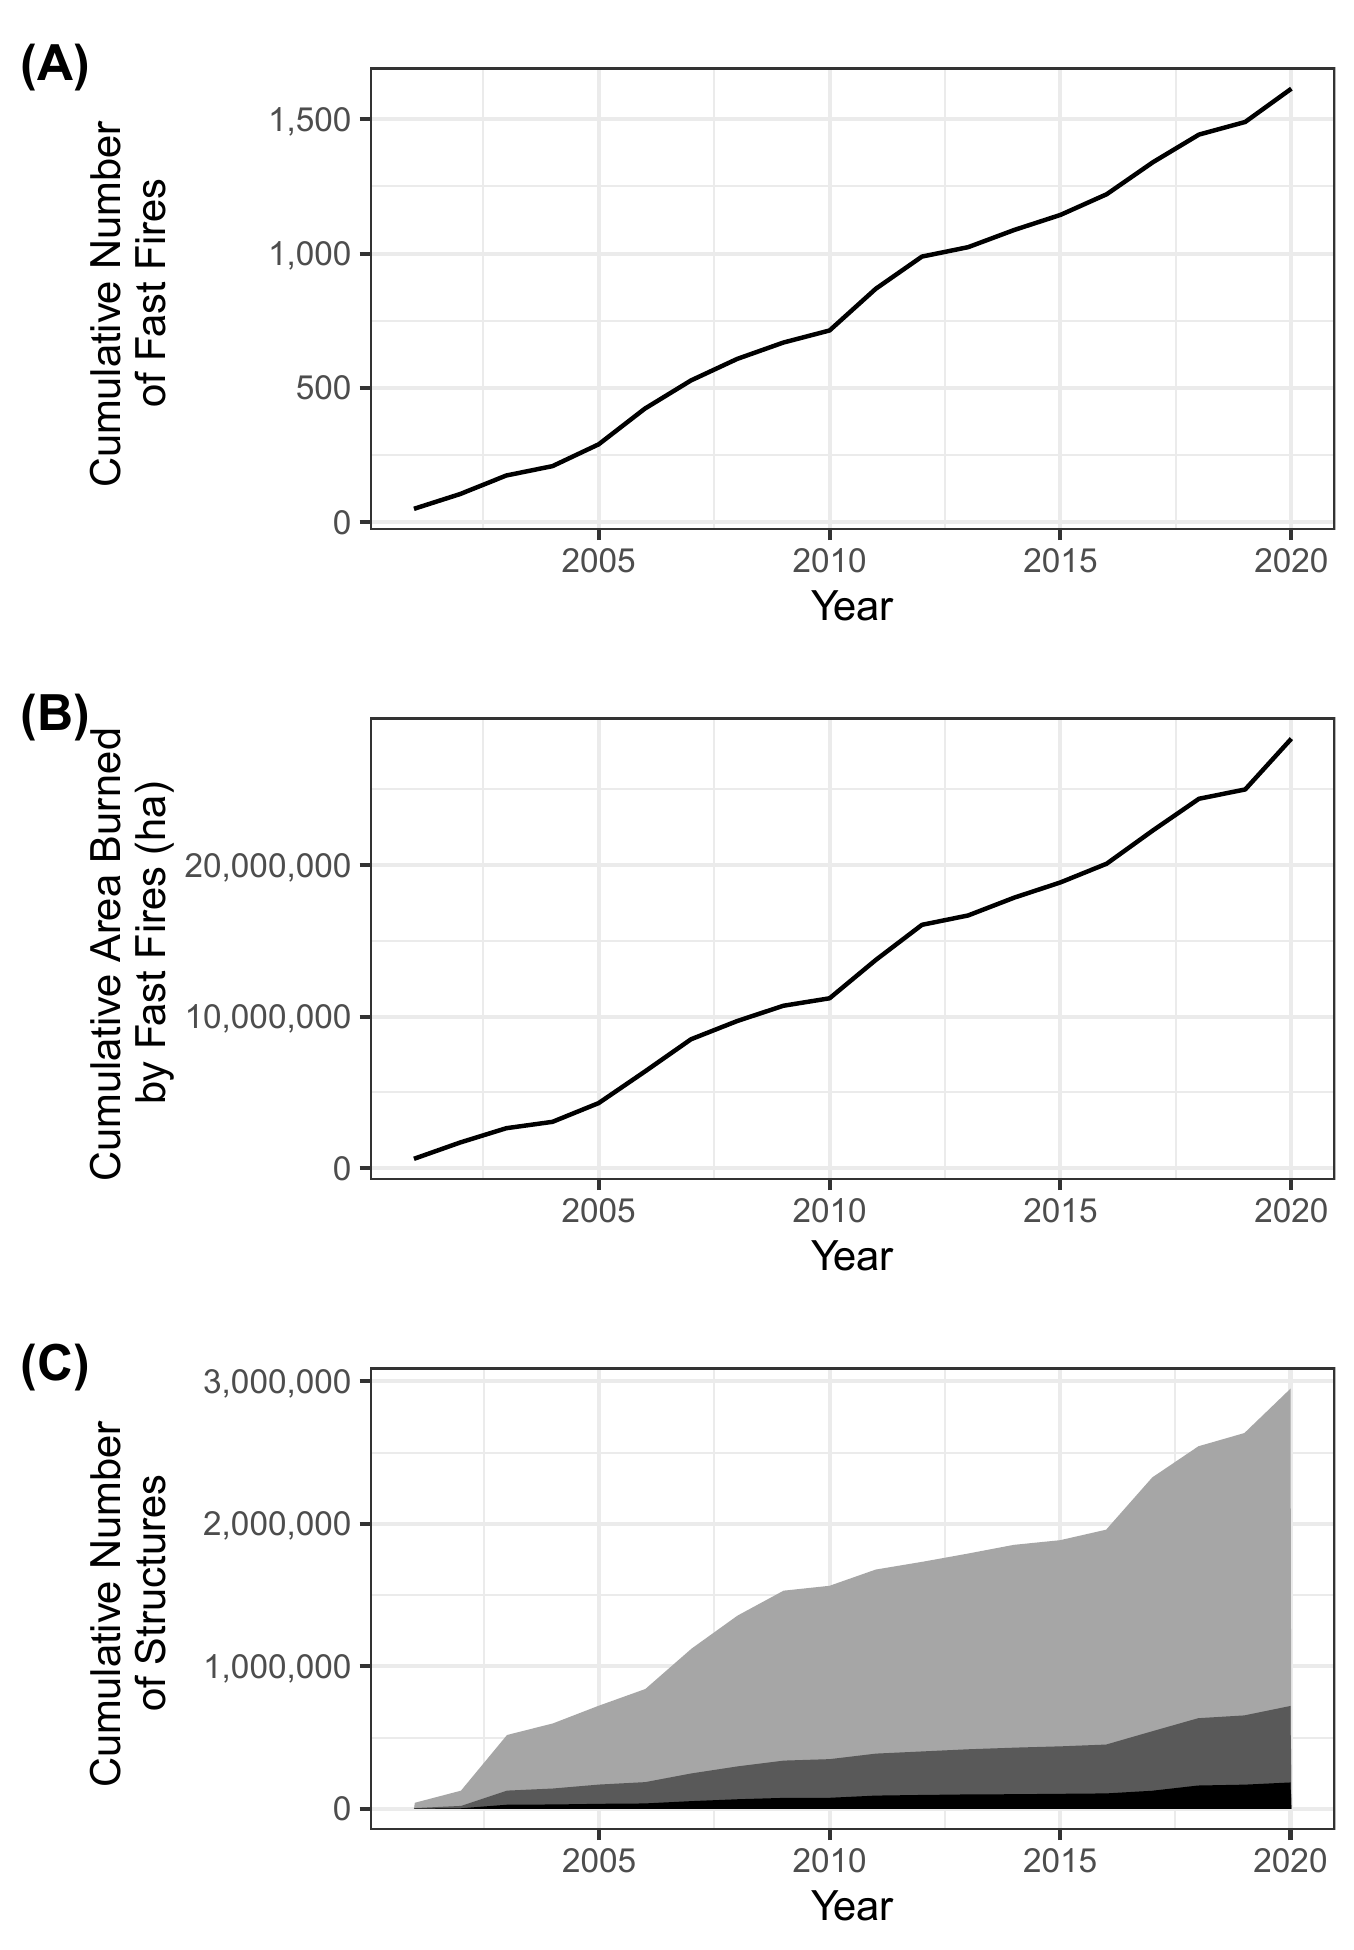 (A)
Cumulative Number
of Fast Fires
1,500
1,000
500
0
2005 2010 2015 2020
Year
(B)
Cumulative Area Burned
by Fast Fires (ha)
20,000,000
10,000,000
0
2005 2010 2015 2020
Year
(C)
Cumulative Number
of Structures
3,000,000
2,000,000
1,000,000
0
2005 2010 2015 2020
Year